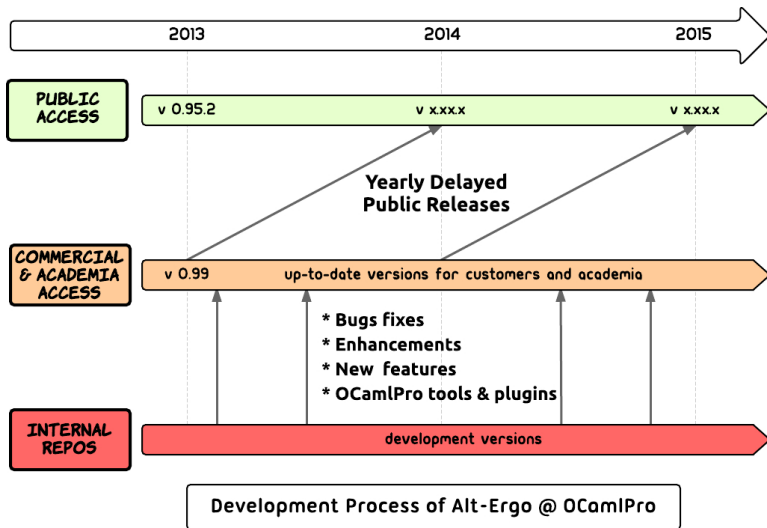 2013 2014 2015
PUBLIC
ACCESS
v 0.95.2 v x.xx.x v x.xx.x
Yearly Delayed
Public Releases
COMMERCIAL
& ACADEMIA
ACCESS
v 0.99 up-to-date versions for customers and academia
* Bugs fixes
* Enhancements
* New features
* OCamlPro tools & plugins
INTERNAL
REPOS
development versions
Development Process of Alt-Ergo @ OCamlPro